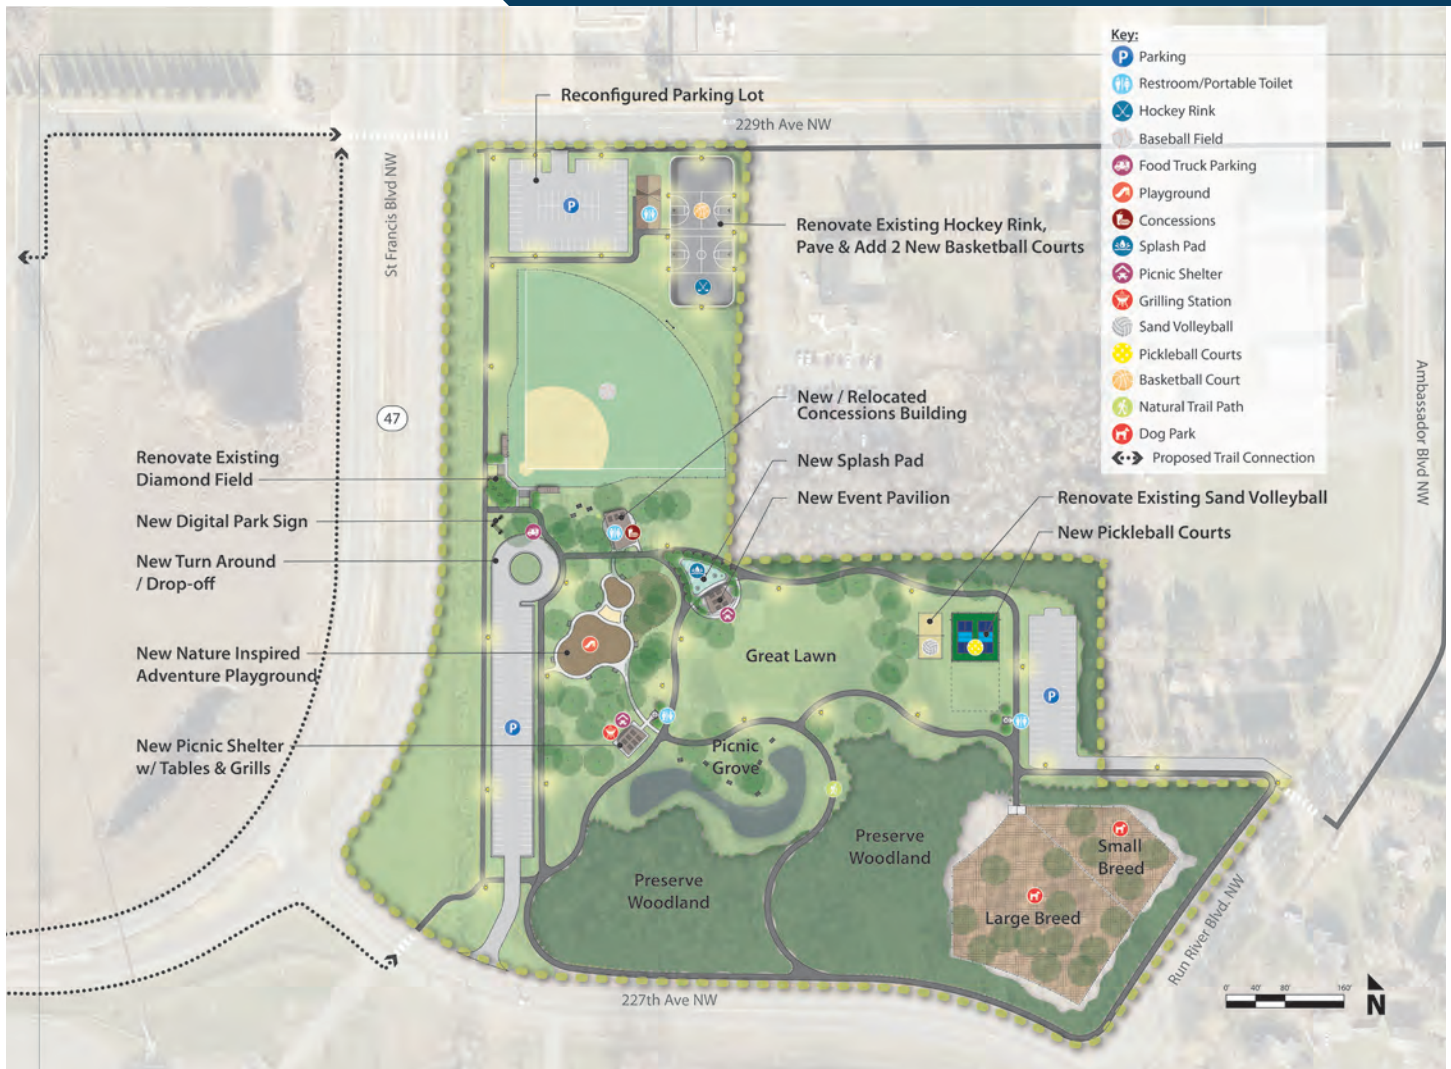 Key:
Parking
Restroom/Portable Toilet
Hockey Rink
Baseball Field
Food Truck Parking
Playground
Concessions
Splash Pad
Picnic Shelter
Grilling Station
Sand Volleyball
Pickleball Courts
Basketball Court
Natural Trail Path
Dog Park
Proposed Trail Connection
Reconfigured Parking Lot
229th Ave NW
St Francis Blvd NW
P
Renovate Existing Hockey Rink,
Pave & Add 2 New Basketball Courts
Ambassador Blvd NW
47
New / Relocated
Concessions Building
Renovate Existing
Diamond Field
New Splash Pad
New Event Pavilion
Renovate Existing Sand Volleyball
New Digital Park Sign
New Pickleball Courts
New Turn Around
/ Drop-off
New Nature Inspired
Adventure Playground
Great Lawn
P
P
New Picnic Shelter
w/ Tables & Grills
Picnic
Grove
Preserve
Woodland
Small
Breed
Preserve
Woodland
Large Breed
Run River Blvd. NW
227th Ave NW
0' 40' 80' 160'
N